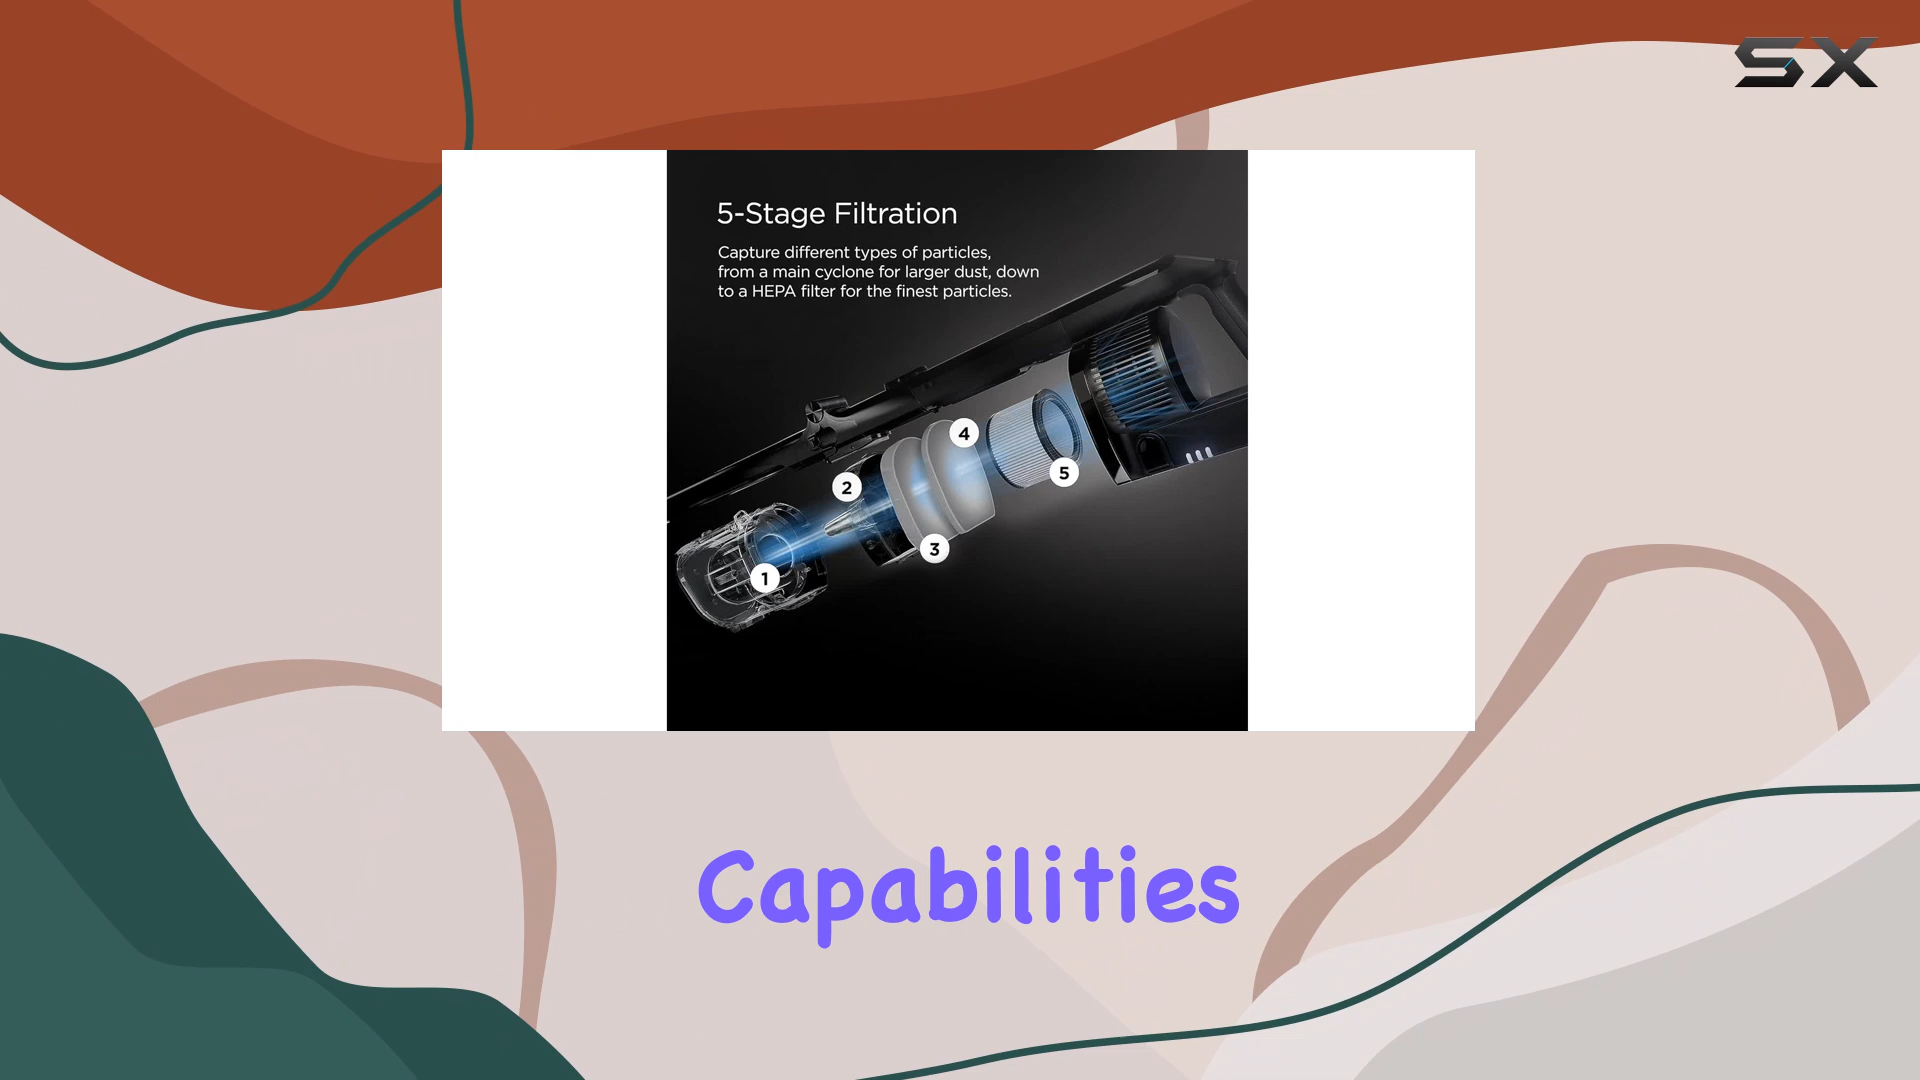 SX
5-Stage Filtration
Capture different types of particles,
from a main cyclone for larger dust, down
to a HEPA filter for the finest particles.
4
5
2
3
1
Capabilities